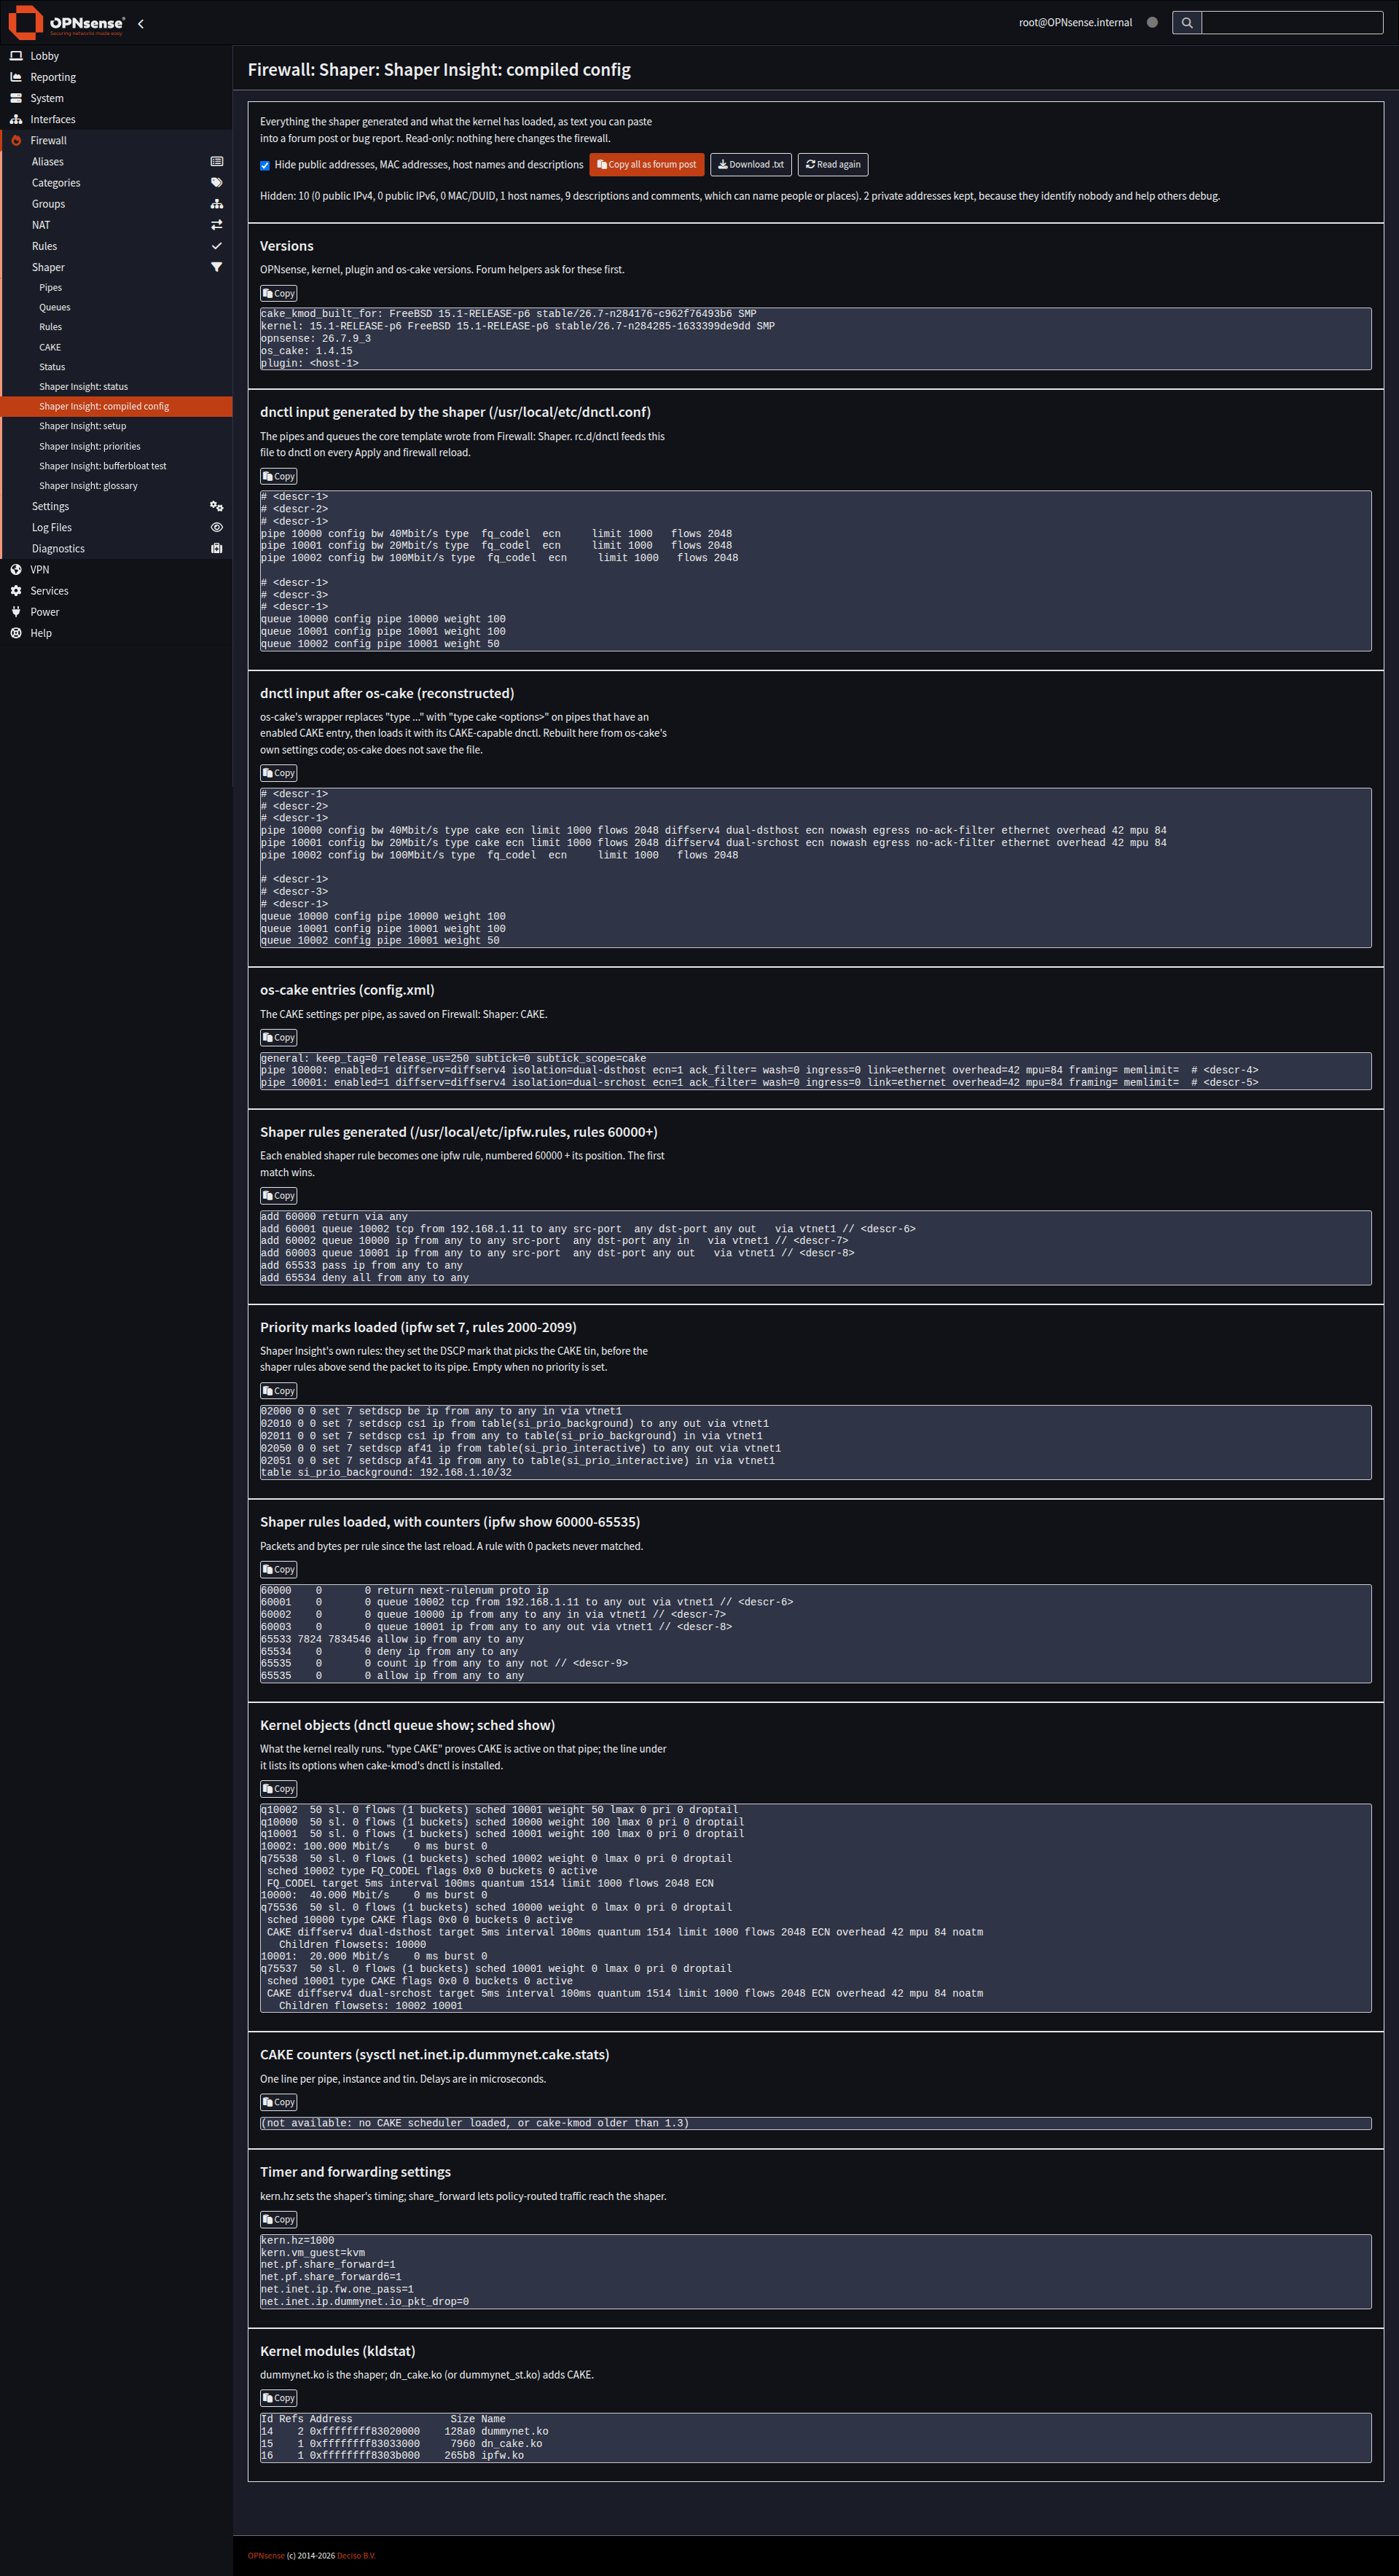 OPNsense
Securing networks made easy
root@OPNsense.internal
Lobby
Reporting
System
Interfaces
Firewall
Aliases
Categories
Groups
NAT
Rules
Shaper
Pipes
Queues
Rules
CAKE
Status
Shaper Insight: status
Shaper Insight: compiled config
Shaper Insight: setup
Shaper Insight: priorities
Shaper Insight: bufferbloat test
Shaper Insight: glossary
Settings
Log Files
Diagnostics
VPN
Services
Power
Help
Firewall: Shaper: Shaper Insight: compiled config
Everything the shaper generated and what the kernel has loaded, as text you can paste
into a forum post or bug report. Read-only: nothing here changes the firewall.
Hide public addresses, MAC addresses, host names and descriptions Copy all as forum post Download .txt Read again
Hidden: 10 (0 public IPv4, 0 public IPv6, 0 MAC/DUID, 1 host names, 9 descriptions and comments, which can name people or places). 2 private addresses kept, because they identify nobody and help others debug.
Versions
OPNsense, kernel, plugin and os-cake versions. Forum helpers ask for these first.
Copy
cake_kmod_built_for: FreeBSD 15.1-RELEASE-p6 stable/26.7-n284176-c962f76493b6 SMP
kernel: 15.1-RELEASE-p6 FreeBSD 15.1-RELEASE-p6 stable/26.7-n284285-1633399de9dd SMP
opnsense: 26.7.9_3
os_cake: 1.4.15
plugin: <host-1>
dnctl input generated by the shaper (/usr/local/etc/dnctl.conf)
The pipes and queues the core template wrote from Firewall: Shaper. rc.d/dnctl feeds this
file to dnctl on every Apply and firewall reload.
Copy
# <descr-1>
# <descr-2>
# <descr-1>
pipe 10000 config bw 40Mbit/s type  fq_codel  ecn     limit 1000   flows 2048
pipe 10001 config bw 20Mbit/s type  fq_codel  ecn     limit 1000   flows 2048
pipe 10002 config bw 100Mbit/s type  fq_codel  ecn     limit 1000   flows 2048
# <descr-1>
# <descr-3>
# <descr-1>
queue 10000 config pipe 10000 weight 100
queue 10001 config pipe 10001 weight 100
queue 10002 config pipe 10001 weight 50
dnctl input after os-cake (reconstructed)
os-cake's wrapper replaces "type ..." with "type cake <options>" on pipes that have an
enabled CAKE entry, then loads it with its CAKE-capable dnctl. Rebuilt here from os-cake's
own settings code; os-cake does not save the file.
Copy
# <descr-1>
# <descr-2>
# <descr-1>
pipe 10000 config bw 40Mbit/s type cake ecn limit 1000 flows 2048 diffserv4 dual-dsthost ecn nowash egress no-ack-filter ethernet overhead 42 mpu 84
pipe 10001 config bw 20Mbit/s type cake ecn limit 1000 flows 2048 diffserv4 dual-srchost ecn nowash egress no-ack-filter ethernet overhead 42 mpu 84
pipe 10002 config bw 100Mbit/s type  fq_codel  ecn     limit 1000   flows 2048
# <descr-1>
# <descr-3>
# <descr-1>
queue 10000 config pipe 10000 weight 100
queue 10001 config pipe 10001 weight 100
queue 10002 config pipe 10001 weight 50
os-cake entries (config.xml)
The CAKE settings per pipe, as saved on Firewall: Shaper: CAKE.
Copy
general: keep_tag=0 release_us=250 subtick=0 subtick_scope=cake
pipe 10000: enabled=1 diffserv=diffserv4 isolation=dual-dsthost ecn=1 ack_filter= wash=0 ingress=0 link=ethernet overhead=42 mpu=84 framing= memlimit=  # <descr-4>
pipe 10001: enabled=1 diffserv=diffserv4 isolation=dual-srchost ecn=1 ack_filter= wash=0 ingress=0 link=ethernet overhead=42 mpu=84 framing= memlimit=  # <descr-5>
Shaper rules generated (/usr/local/etc/ipfw.rules, rules 60000+)
Each enabled shaper rule becomes one ipfw rule, numbered 60000 + its position. The first
match wins.
Copy
add 60000 return via any
add 60001 queue 10002 tcp from 192.168.1.11 to any src-port  any dst-port any out   via vtnet1 // <descr-6>
add 60002 queue 10000 ip from any to any src-port  any dst-port any in   via vtnet1 // <descr-7>
add 60003 queue 10001 ip from any to any src-port  any dst-port any out   via vtnet1 // <descr-8>
add 65533 pass ip from any to any
add 65534 deny all from any to any
Priority marks loaded (ipfw set 7, rules 2000-2099)
Shaper Insight's own rules: they set the DSCP mark that picks the CAKE tin, before the
shaper rules above send the packet to its pipe. Empty when no priority is set.
Copy
02000 0 0 set 7 setdscp be ip from any to any in via vtnet1
02010 0 0 set 7 setdscp cs1 ip from table(si_prio_background) to any out via vtnet1
02011 0 0 set 7 setdscp cs1 ip from any to table(si_prio_background) in via vtnet1
02050 0 0 set 7 setdscp af41 ip from table(si_prio_interactive) to any out via vtnet1
02051 0 0 set 7 setdscp af41 ip from any to table(si_prio_interactive) in via vtnet1
table si_prio_background: 192.168.1.10/32
Shaper rules loaded, with counters (ipfw show 60000-65535)
Packets and bytes per rule since the last reload. A rule with 0 packets never matched.
Copy
60000    0       0 return next-rulenum proto ip
60001    0       0 queue 10002 tcp from 192.168.1.11 to any out via vtnet1 // <descr-6>
60002    0       0 queue 10000 ip from any to any in via vtnet1 // <descr-7>
60003    0       0 queue 10001 ip from any to any out via vtnet1 // <descr-8>
65533 7824 7834546 allow ip from any to any
65534    0       0 deny ip from any to any
65535    0       0 count ip from any to any not // <descr-9>
65535    0       0 allow ip from any to any
Kernel objects (dnctl queue show; sched show)
What the kernel really runs. "type CAKE" proves CAKE is active on that pipe; the line under
it lists its options when cake-kmod's dnctl is installed.
Copy
q10002  50 sl. 0 flows (1 buckets) sched 10001 weight 50 lmax 0 pri 0 droptail
q10000  50 sl. 0 flows (1 buckets) sched 10000 weight 100 lmax 0 pri 0 droptail
q10001  50 sl. 0 flows (1 buckets) sched 10001 weight 100 lmax 0 pri 0 droptail
10002: 100.000 Mbit/s    0 ms burst 0
q75538  50 sl. 0 flows (1 buckets) sched 10002 weight 0 lmax 0 pri 0 droptail
sched 10002 type FQ_CODEL flags 0x0 0 buckets 0 active
FQ_CODEL target 5ms interval 100ms quantum 1514 limit 1000 flows 2048 ECN
10000:  40.000 Mbit/s    0 ms burst 0
q75536  50 sl. 0 flows (1 buckets) sched 10000 weight 0 lmax 0 pri 0 droptail
sched 10000 type CAKE flags 0x0 0 buckets 0 active
CAKE diffserv4 dual-dsthost target 5ms interval 100ms quantum 1514 limit 1000 flows 2048 ECN overhead 42 mpu 84 noatm
Children flowsets: 10000
10001:  20.000 Mbit/s    0 ms burst 0
q75537  50 sl. 0 flows (1 buckets) sched 10001 weight 0 lmax 0 pri 0 droptail
sched 10001 type CAKE flags 0x0 0 buckets 0 active
CAKE diffserv4 dual-srchost target 5ms interval 100ms quantum 1514 limit 1000 flows 2048 ECN overhead 42 mpu 84 noatm
Children flowsets: 10002 10001
CAKE counters (sysctl net.inet.ip.dummynet.cake.stats)
One line per pipe, instance and tin. Delays are in microseconds.
Copy
(not available: no CAKE scheduler loaded, or cake-kmod older than 1.3)
Timer and forwarding settings
kern.hz sets the shaper's timing; share_forward lets policy-routed traffic reach the shaper.
Copy
kern.hz=1000
kern.vm_guest=kvm
net.pf.share_forward=1
net.pf.share_forward6=1
net.inet.ip.fw.one_pass=1
net.inet.ip.dummynet.io_pkt_drop=0
Kernel modules (kldstat)
dummynet.ko is the shaper; dn_cake.ko (or dummynet_st.ko) adds CAKE.
Copy
Id Refs Address                Size Name
14    2 0xffffffff83020000    128a0 dummynet.ko
15    1 0xffffffff83033000     7960 dn_cake.ko
16    1 0xffffffff8303b000    265b8 ipfw.ko
OPNsense (c) 2014-2026 Deciso B.V.